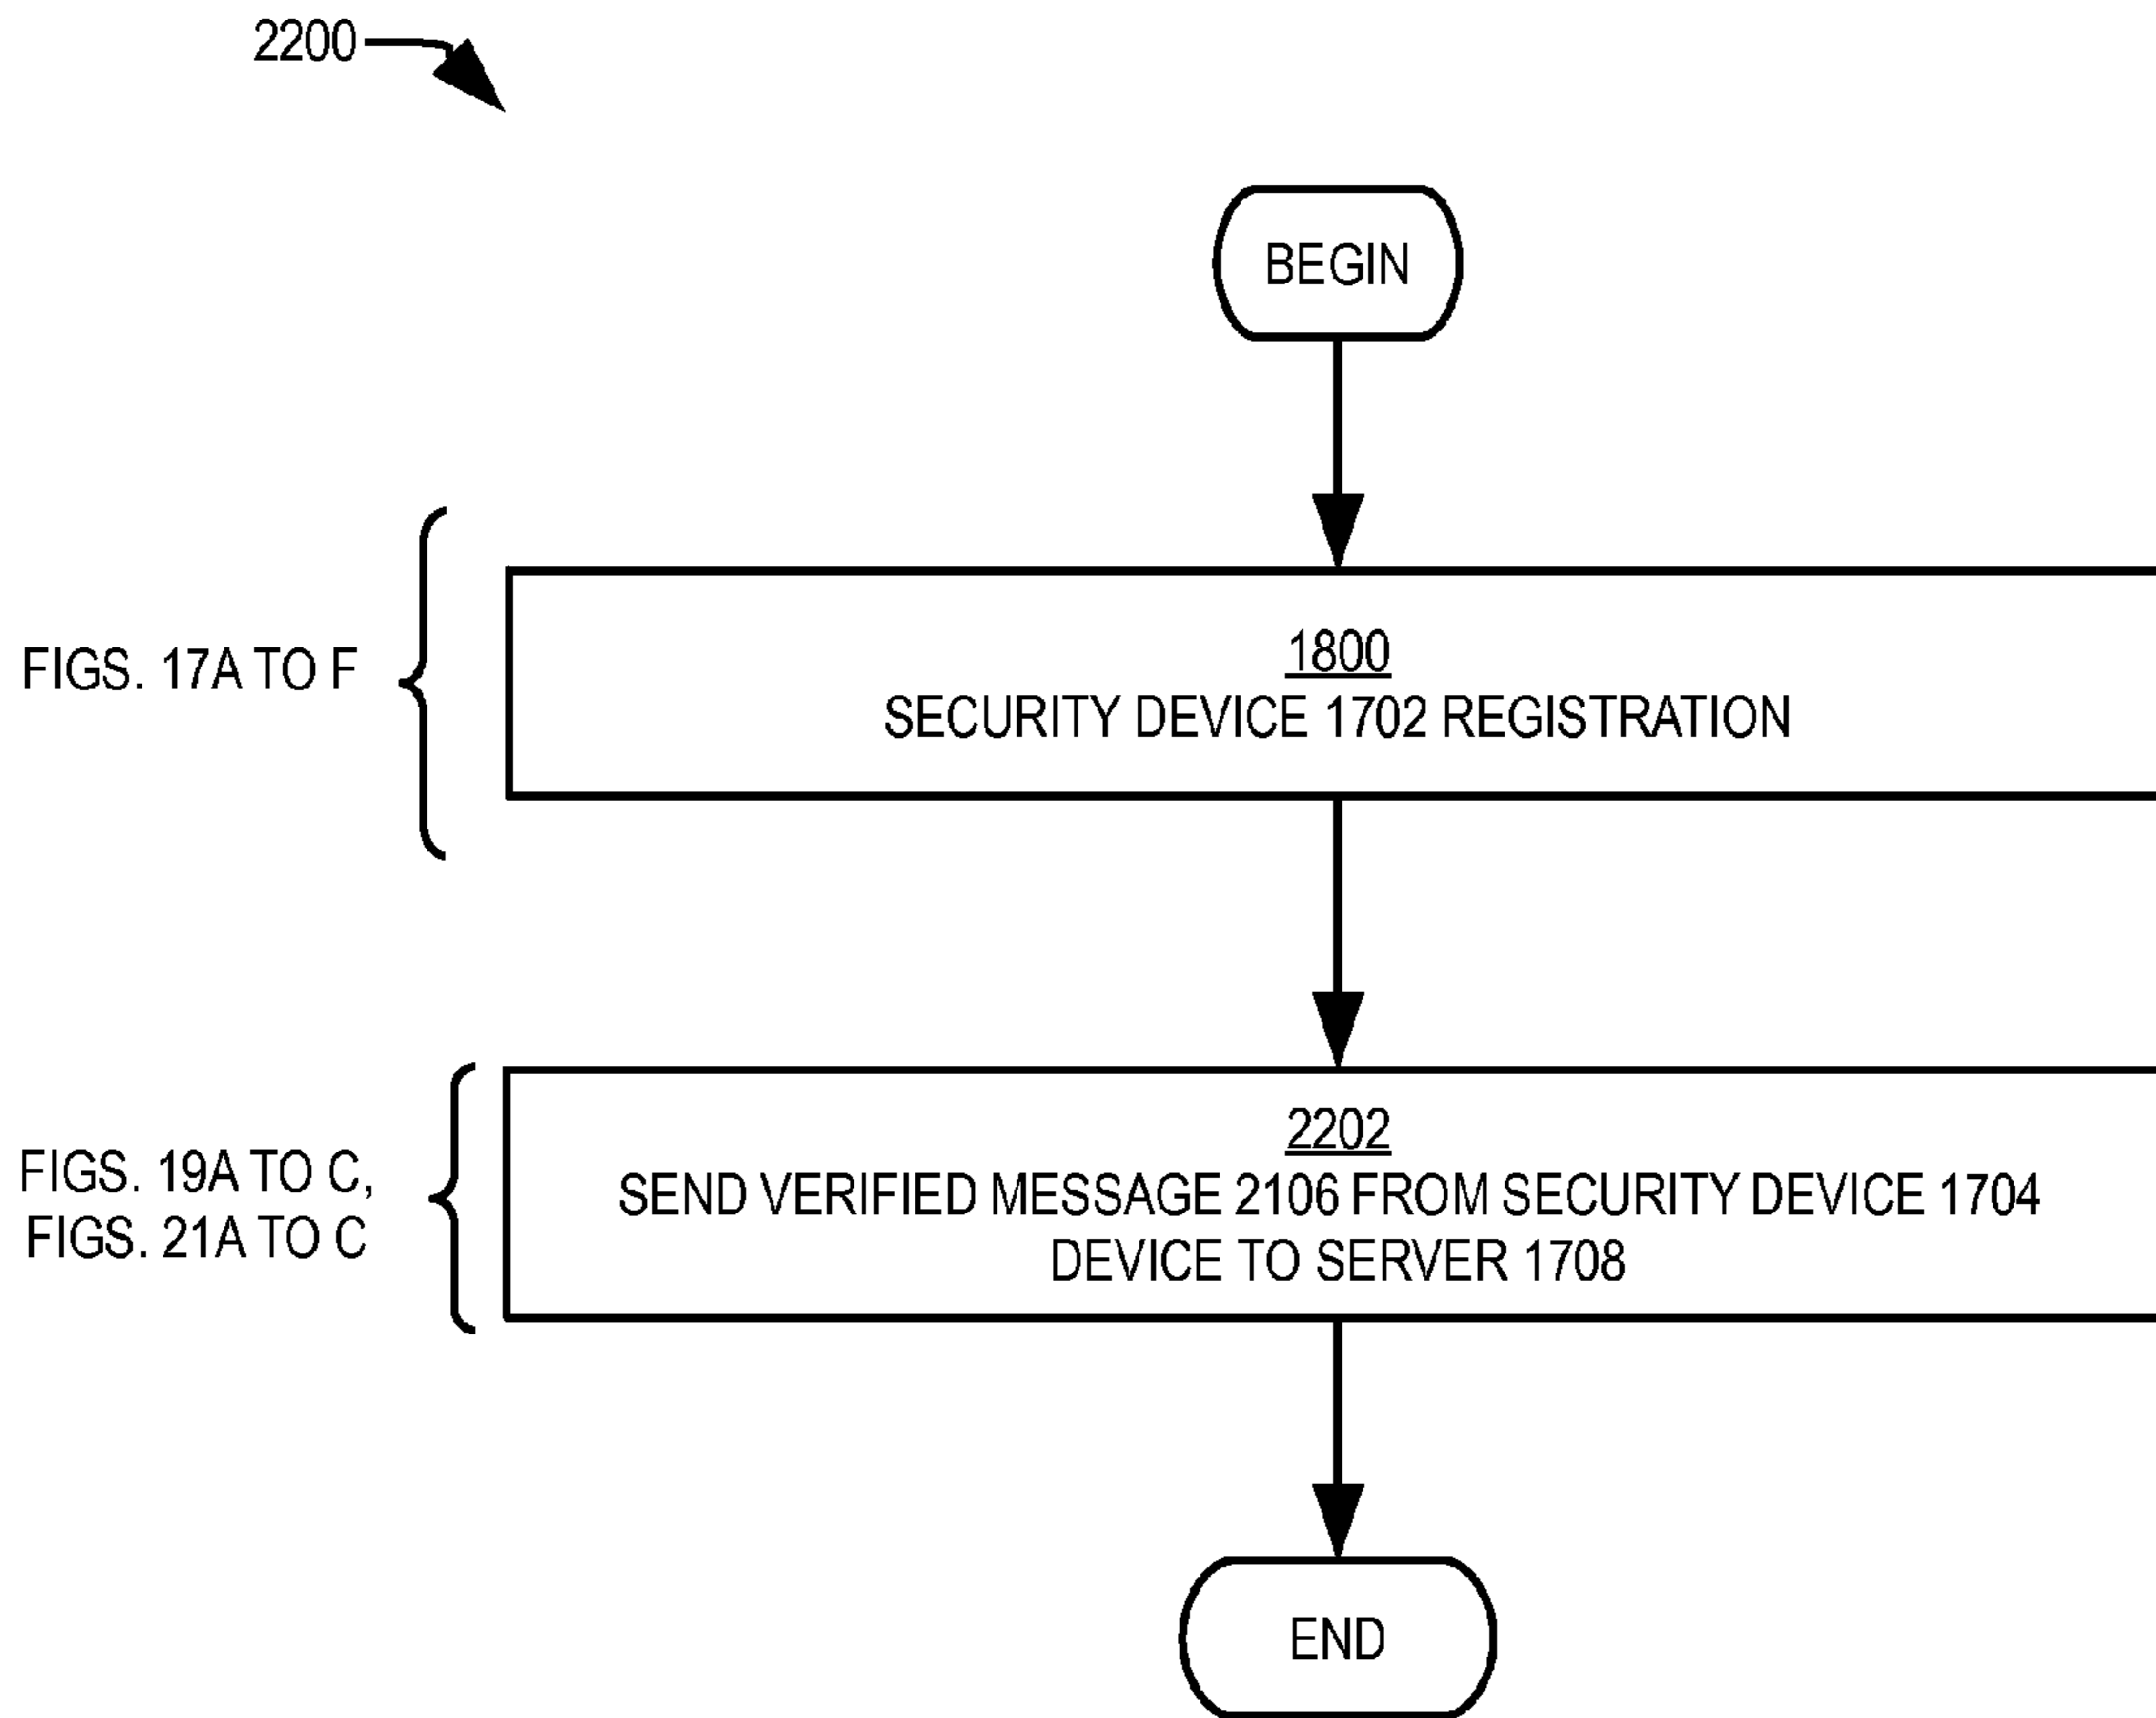 2200
BEGIN
FIGS. 17A TO F
1800
SECURITY DEVICE 1702 REGISTRATION
FIGS. 19A TO C,
FIGS. 21A TO C
2202
SEND VERIFIED MESSAGE 2106 FROM SECURITY DEVICE 1704
DEVICE TO SERVER 1708
END